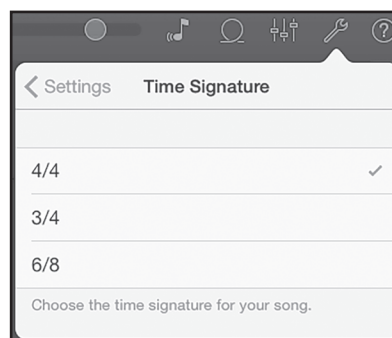 ?
Settings
Time Signature
4/4
3/4
6/8
Choose the time signature for your song.